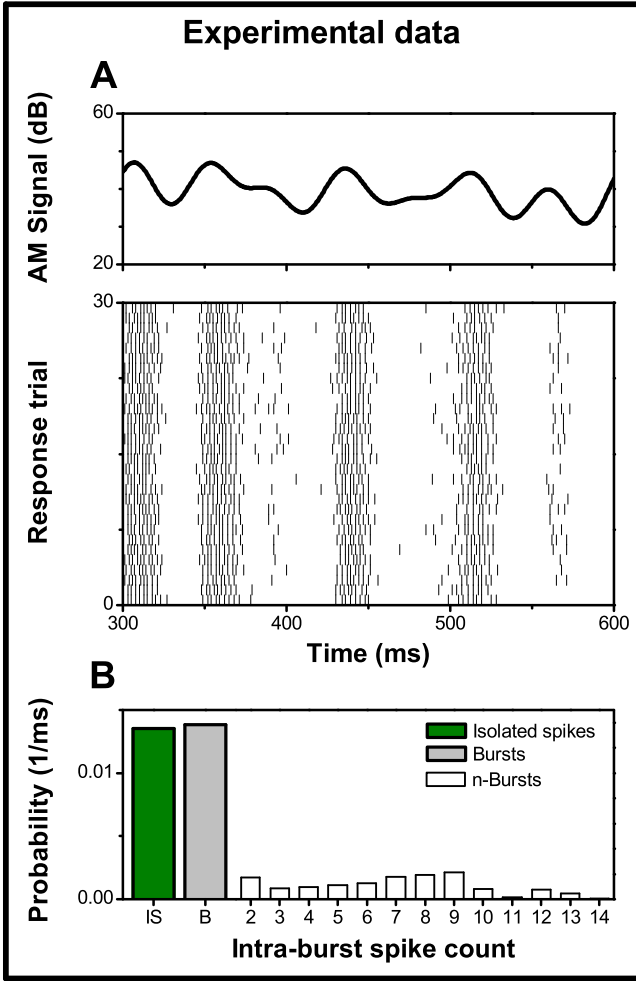 Experimental data
A
AM Signal (dB)
60
20
Response trial
30
0
300 400 500 600
Time (ms)
B
Probability (1/ms)
0.01
0.00
Isolated spikes
Bursts
n-Bursts
IS B 2 3 4 5 6 7 8 9 10 11 12 13 14
Intra-burst spike count